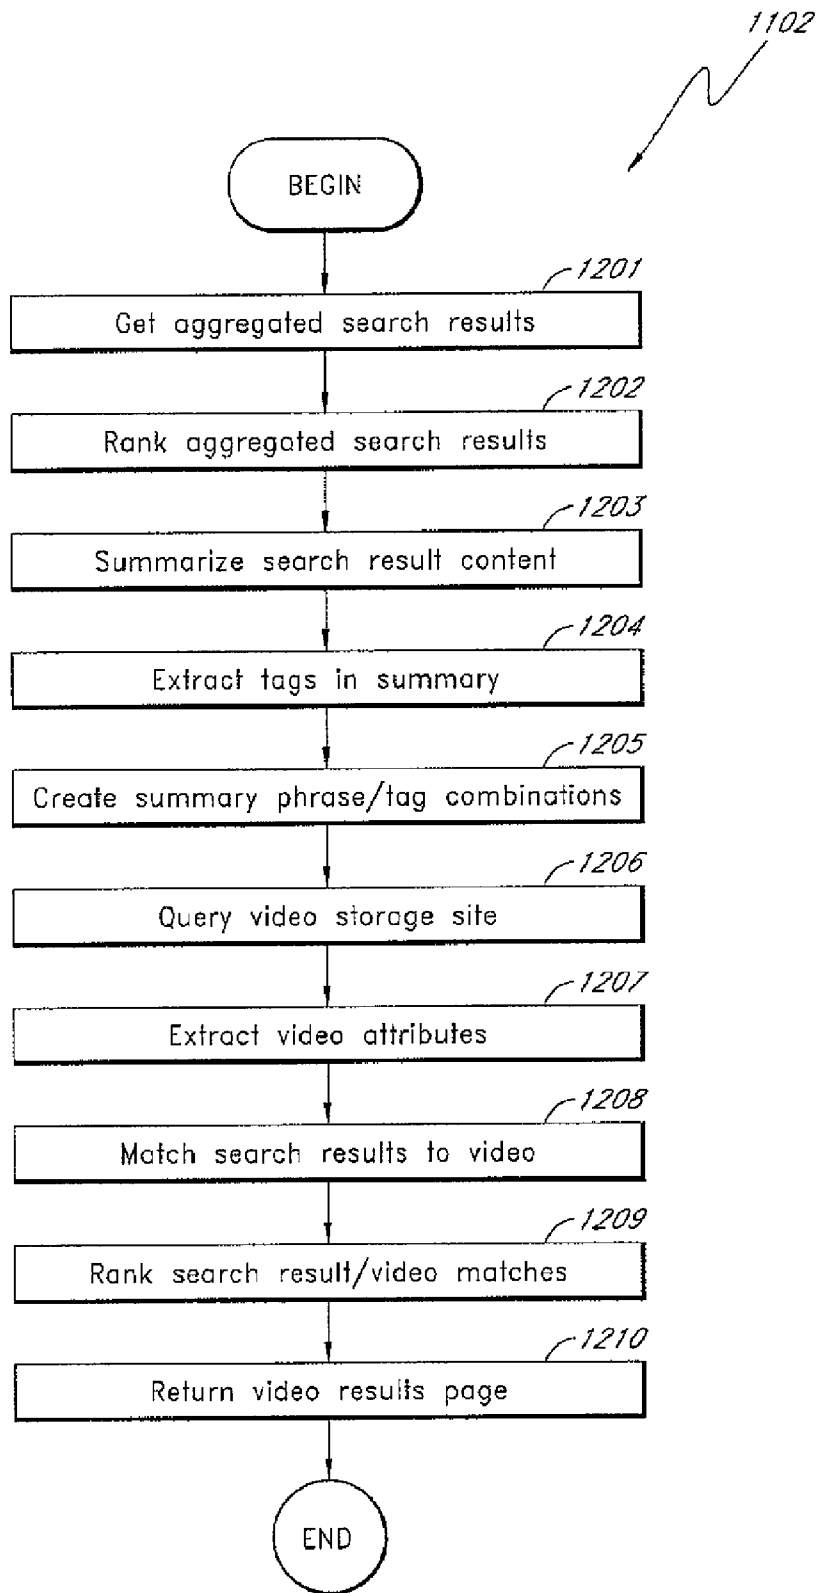 1102
BEGIN
1201
Get aggregated search results
1202
Rank aggregated search results
1203
Summarize search result content
1204
Extract tags in summary
1205
Create summary phrase/tag combinations
1206
Query video storage site
1207
Extract video attributes
1208
Match search results to video
1209
Rank search result/video matches
1210
Return video results page
END